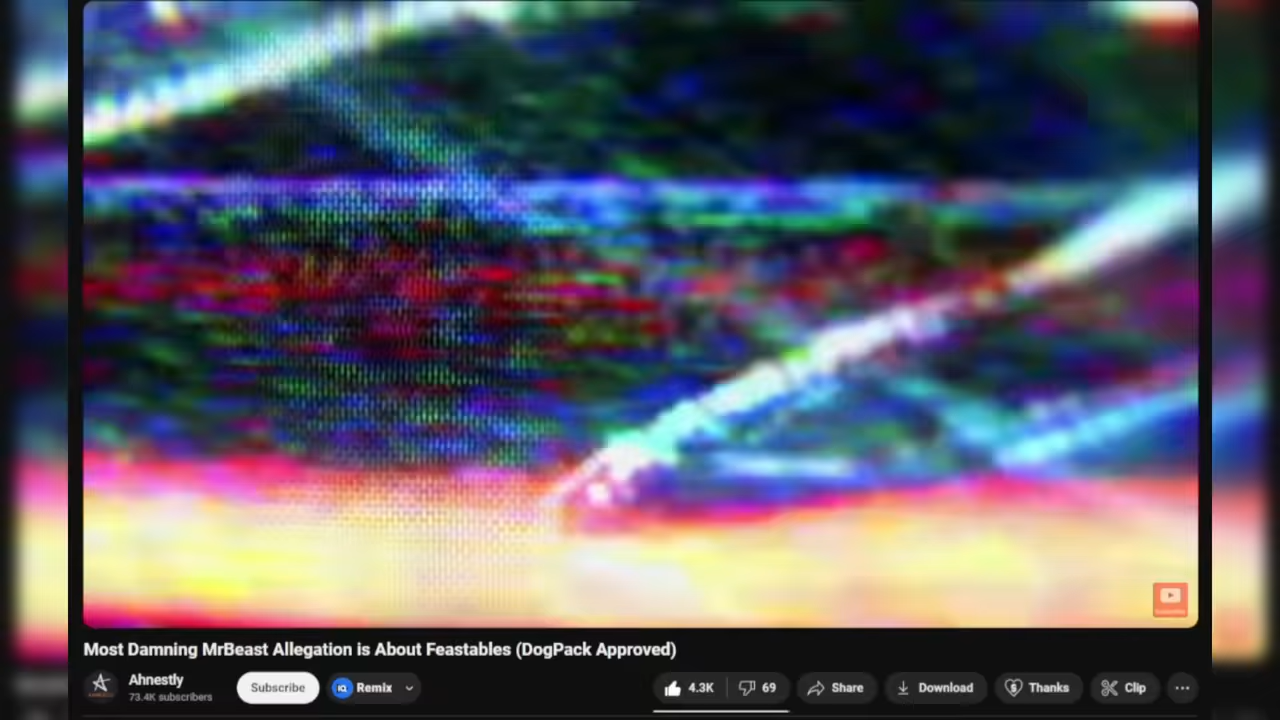 Most Damning MrBeast Allegation is About Feastables (DogPack Approved)
Ahnestly
73.4K subscribers
Subscribe
IQ Remix
4.3K
69
Share
Download
Thanks
Clip